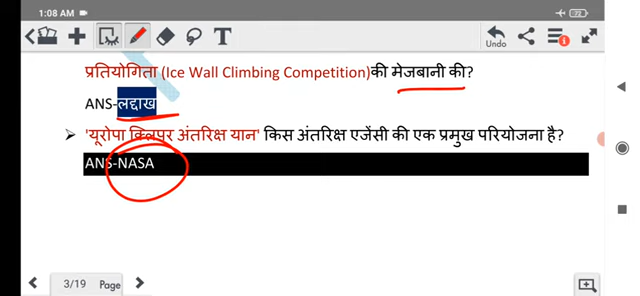 1:08 AM
72
Undo
प्रतियोगिता (Ice Wall Climbing Competition)की मेजबानी की?
ANS-लद्दाख
➤ 'यूरोपा क्लिपर अंतरिक्ष यान' किस अंतरिक्ष एजेंसी की एक प्रमुख परियोजना है?
ANS-NASA
3/19 Page